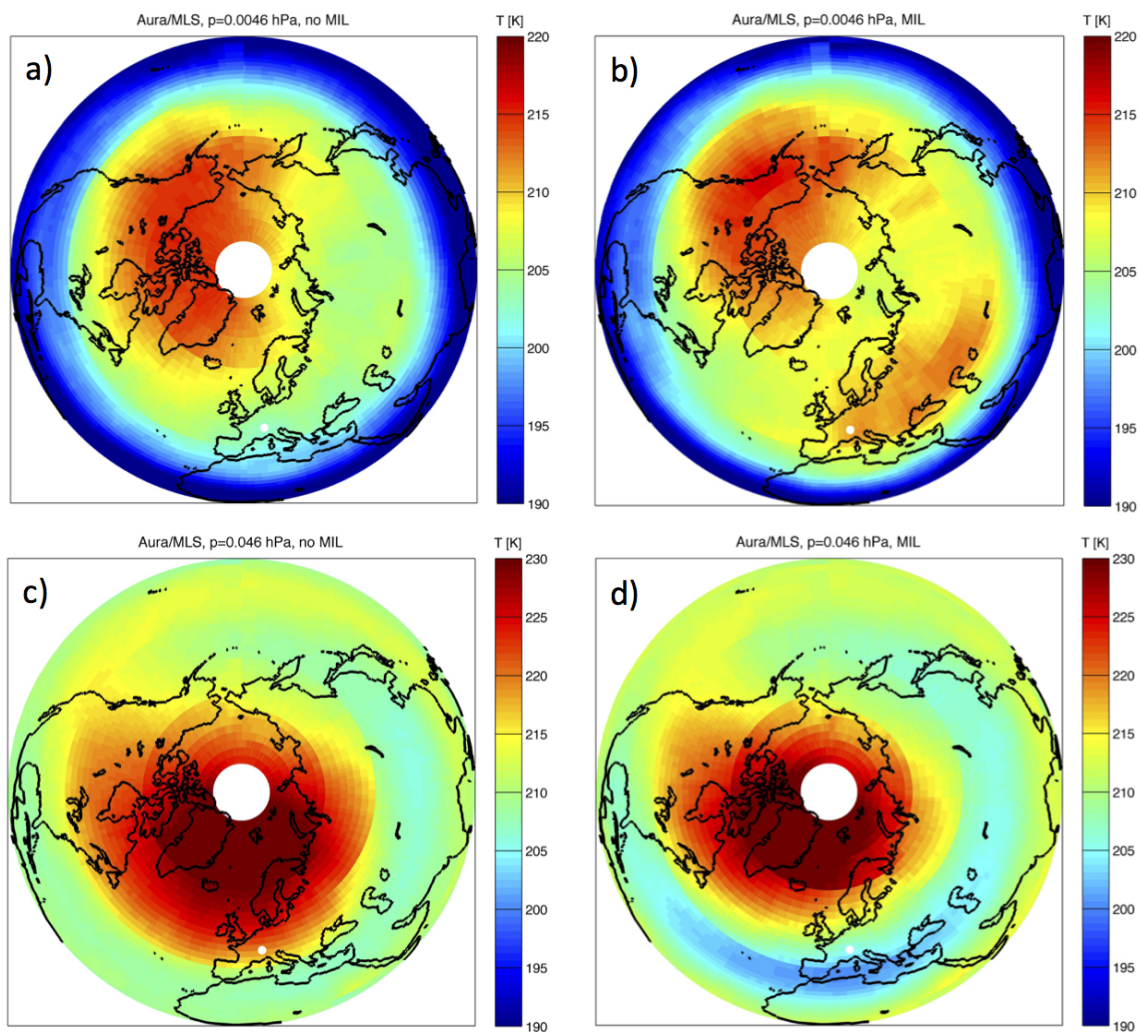 Aura/MLS, p=0.0046 hPa, no MIL
T [K]
a)
220
215
210
205
200
195
190
Aura/MLS, p=0.0046 hPa, MIL
T [K]
b)
220
215
210
205
200
195
190
Aura/MLS, p=0.046 hPa, no MIL
T [K]
c)
230
225
220
215
210
205
200
195
190
Aura/MLS, p=0.046 hPa, MIL
T [K]
d)
230
225
220
215
210
205
200
195
190